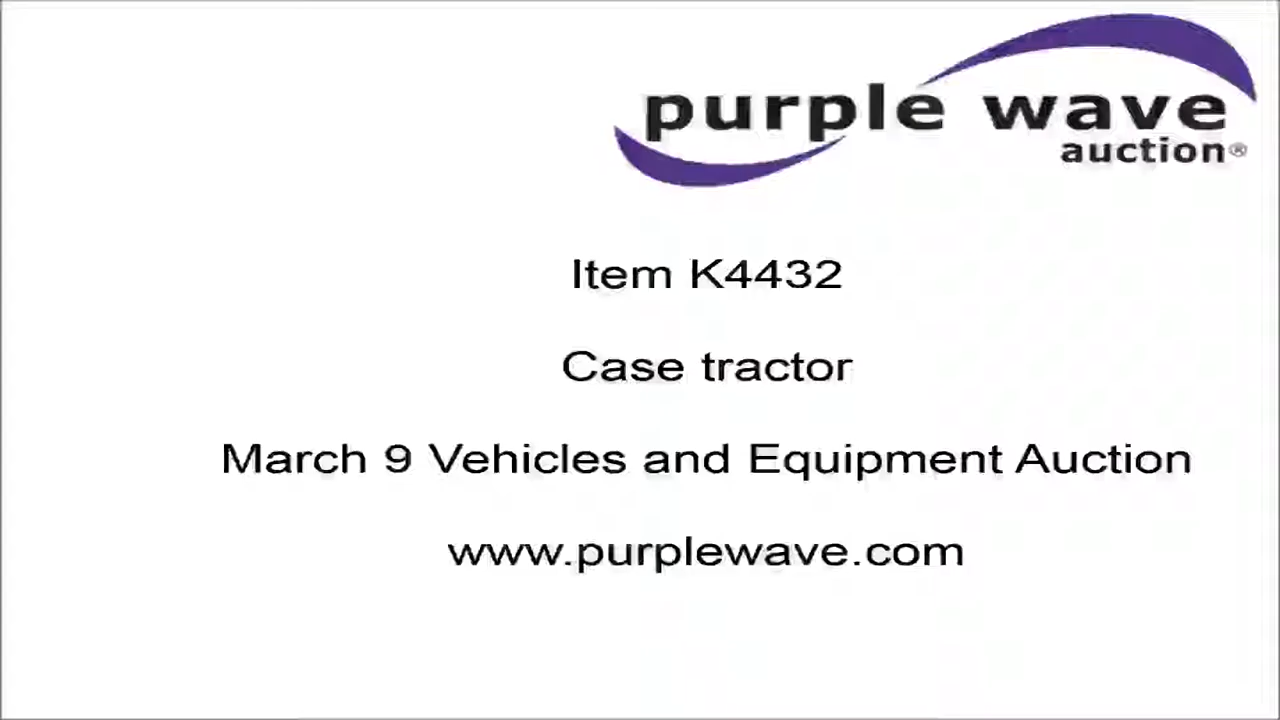 purple wave
auction®
Item K4432
Case tractor
March 9 Vehicles and Equipment Auction
www.purplewave.com